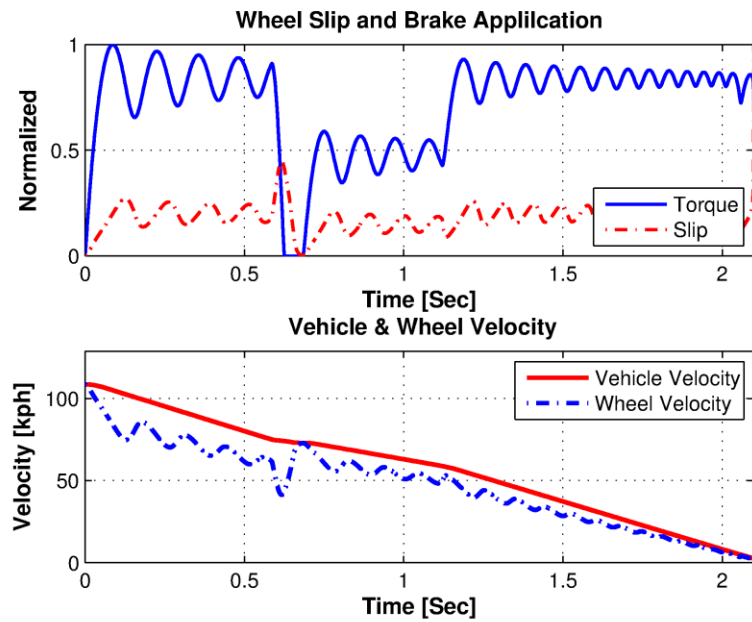 Wheel Slip and Brake Applilcation
1
0.5
0
Normalized
Torque
Slip
0
0.5
1
1.5
2
Time [Sec]
Vehicle & Wheel Velocity
100
50
0
Velocity [kph]
Vehicle Velocity
Wheel Velocity
0
0.5
1
1.5
2
Time [Sec]